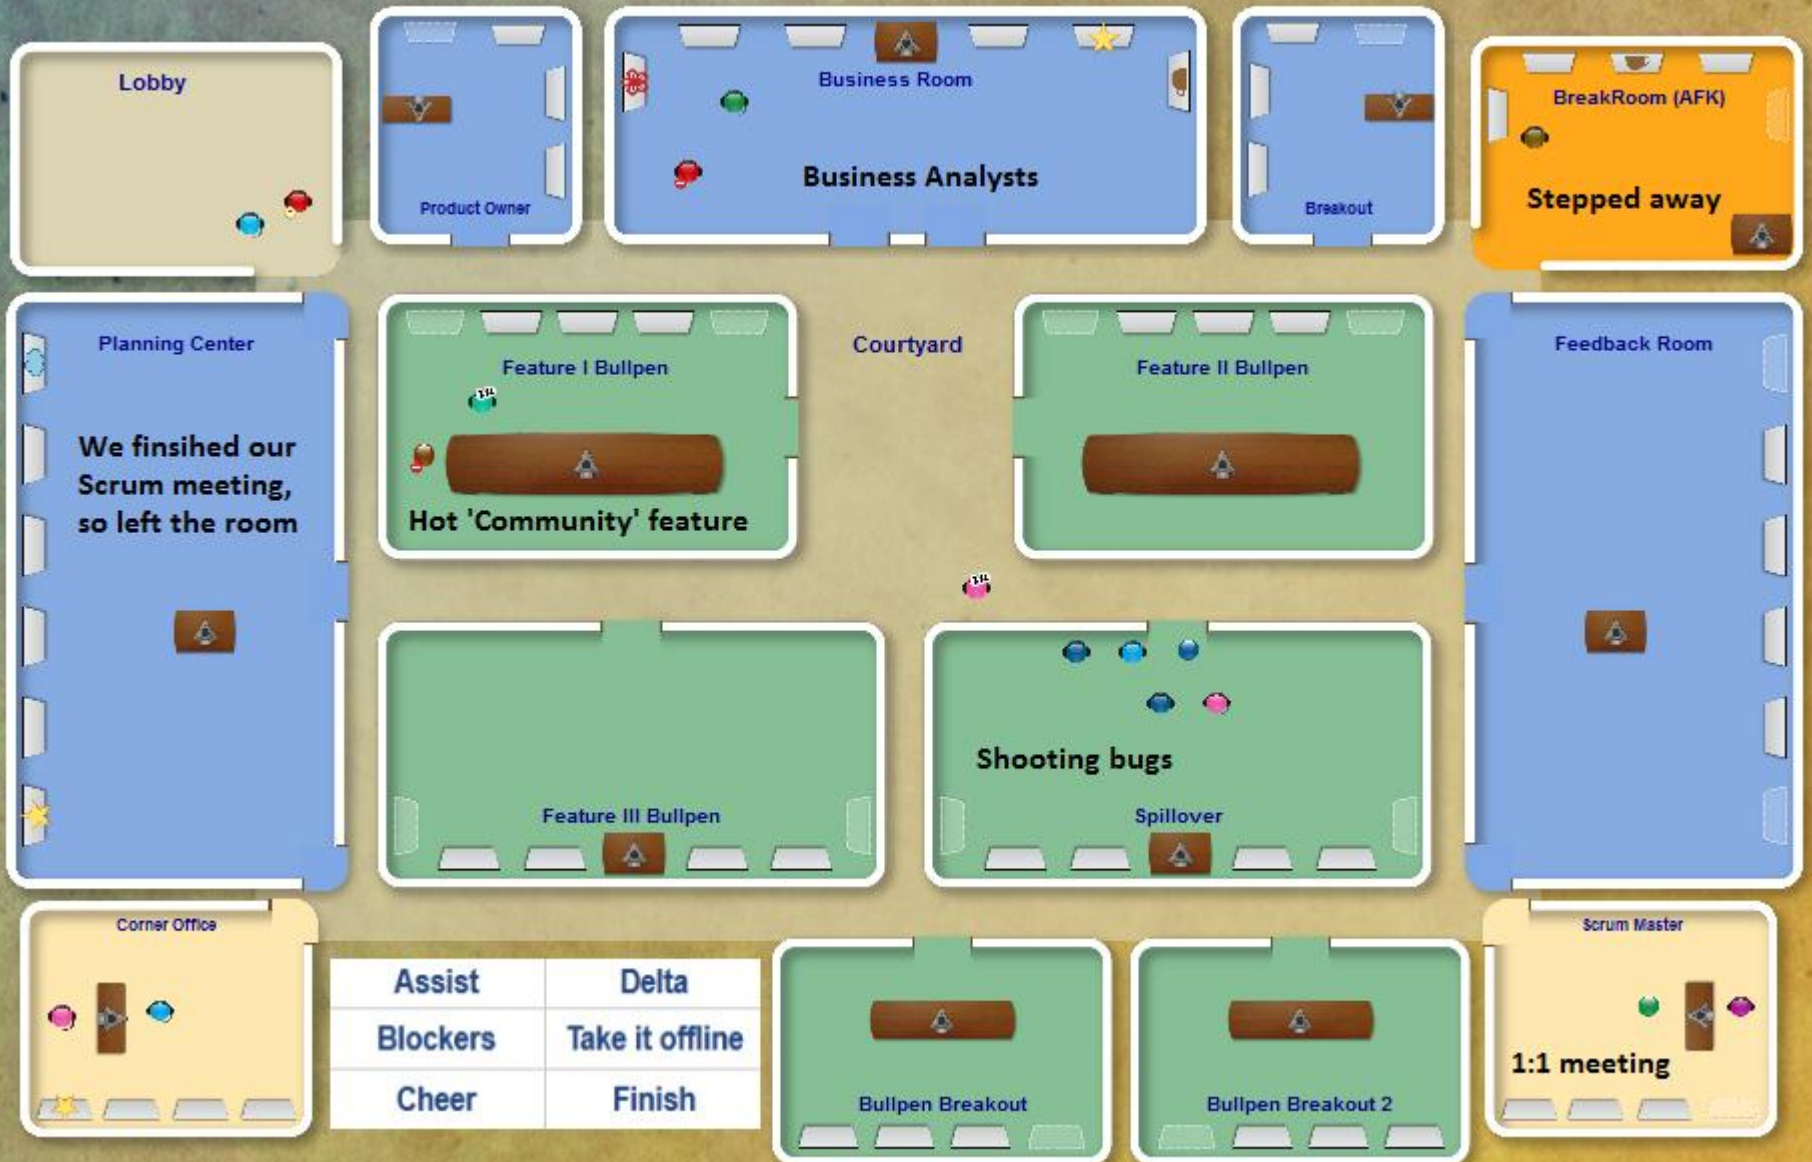 Lobby
Product Owner
Business Room
Business Analysts
Breakout
BreakRoom (AFK)
Stepped away
Planning Center
We finsihed our
Scrum meeting,
so left the room
Feature I Bullpen
Hot 'Community' feature
Courtyard
Feature II Bullpen
Feedback Room
Feature III Bullpen
Shooting bugs
Spillover
Corner Office
Assist
Delta
Blockers
Take it offline
Cheer
Finish
Bullpen Breakout
Bullpen Breakout 2
Scrum Master
1:1 meeting